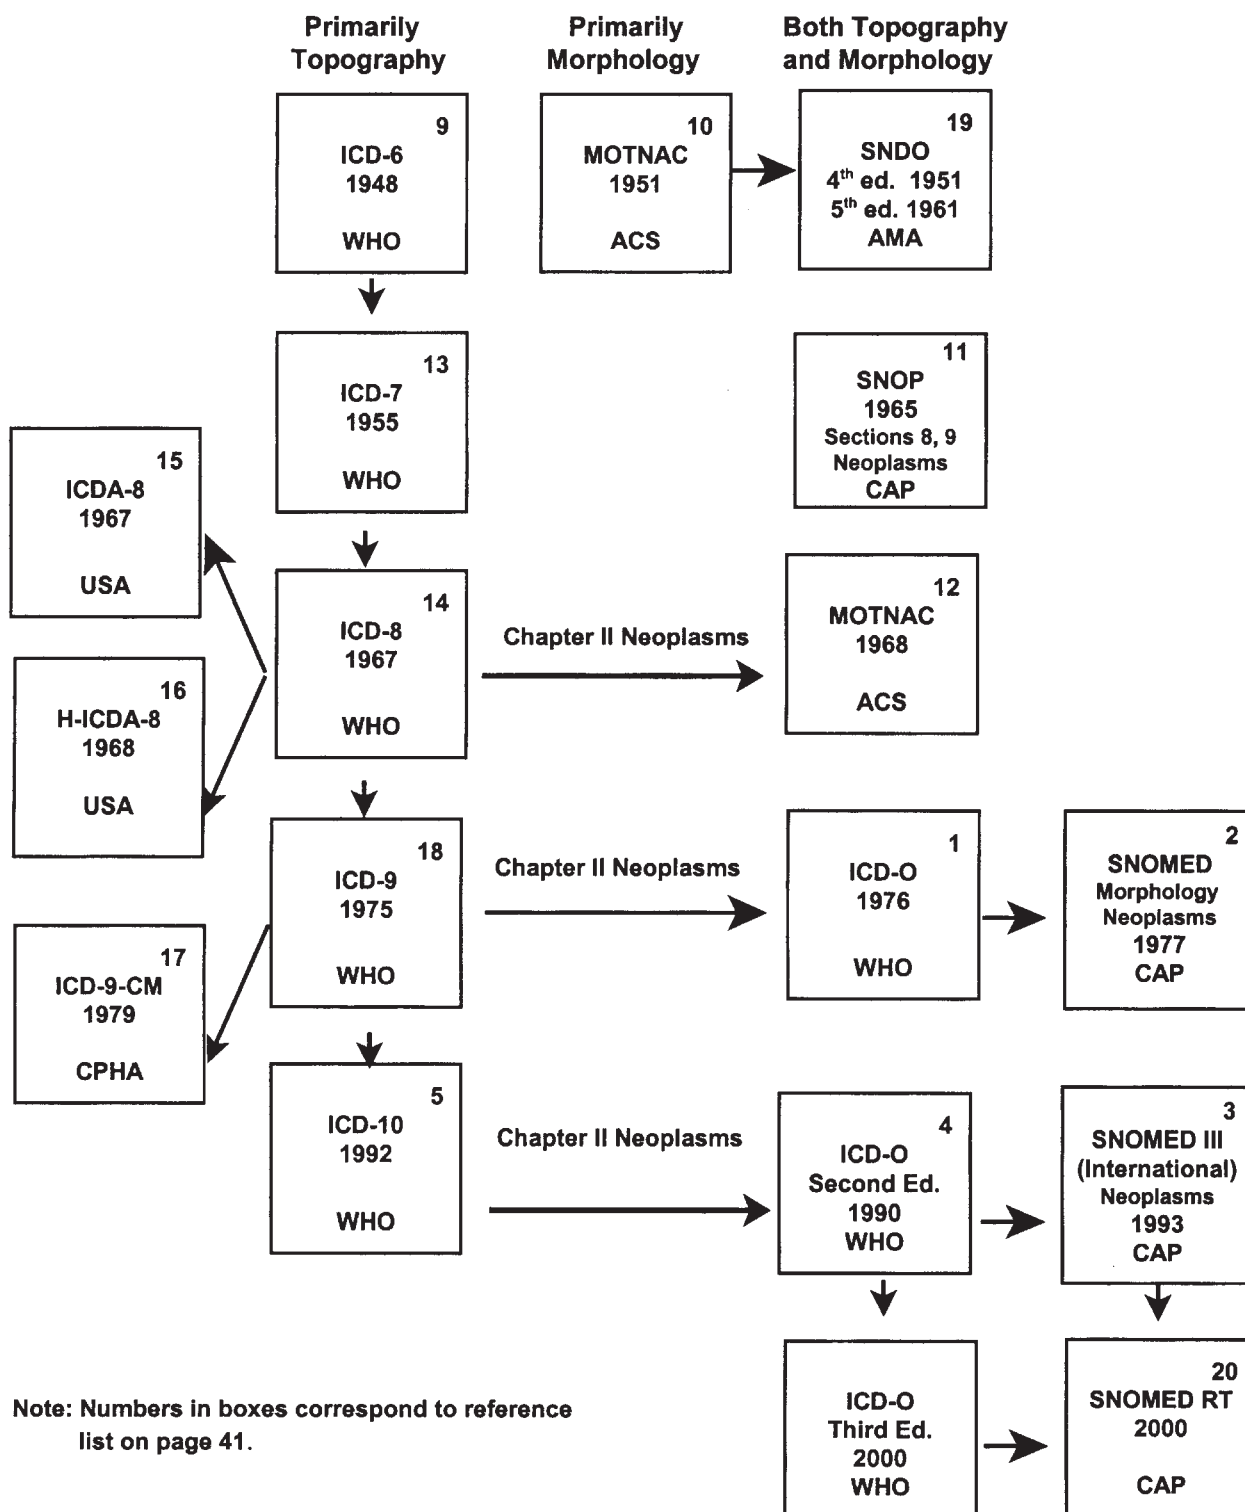 Primarily
Topography
Primarily
Morphology
Both Topography
and Morphology
9
ICD-6
1948
WHO
10
MOTNAC
1951
ACS
19
SNDO
4th ed. 1951
5th ed. 1961
AMA
13
ICD-7
1955
WHO
11
SNOP
1965
Sections 8, 9
Neoplasms
CAP
15
ICDA-8
1967
USA
14
ICD-8
1967
WHO
Chapter II Neoplasms
12
MOTNAC
1968
ACS
16
H-ICDA-8
1968
USA
18
ICD-9
1975
WHO
Chapter II Neoplasms
1
ICD-O
1976
WHO
2
SNOMED
Morphology
Neoplasms
1977
CAP
17
ICD-9-CM
1979
CPHA
5
ICD-10
1992
WHO
Chapter II Neoplasms
4
ICD-O
Second Ed.
1990
WHO
3
SNOMED III
(International)
Neoplasms
1993
CAP
ICD-O
Third Ed.
2000
WHO
20
SNOMED RT
2000
CAP
Note: Numbers in boxes correspond to reference
list on page 41.